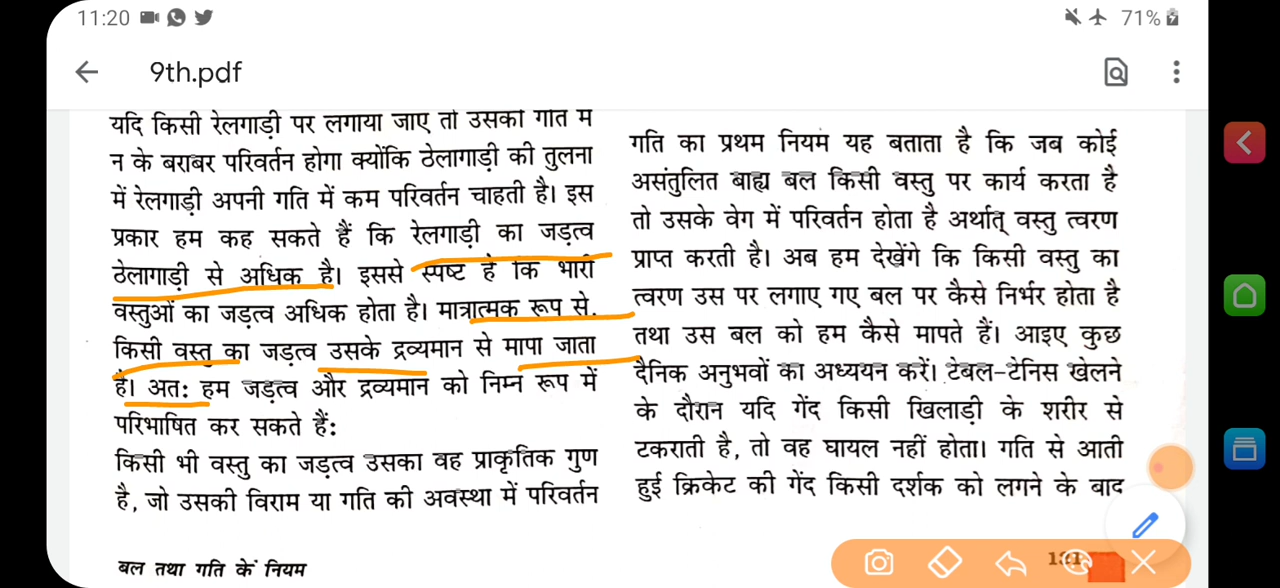 11:20
71%
9th.pdf
यदि किसी रेलगाड़ी पर लगाया जाए तो उसकी गति में
न के बराबर परिवर्तन होगा क्योंकि ठेलागाड़ी की तुलना
में रेलगाड़ी अपनी गति में कम परिवर्तन चाहती है। इस
प्रकार हम कह सकते हैं कि रेलगाड़ी का जड़त्व
ठेलागाड़ी से अधिक है। इससे स्पष्ट है कि भारी
वस्तुओं का जड़त्व अधिक होता है। मात्रात्मक रूप से,
किसी वस्तु का जड़त्व उसके द्रव्यमान से मापा जाता
है। अत: हम जड़त्व और द्रव्यमान को निम्न रूप में
परिभाषित कर सकते हैं:
किसी भी वस्तु का जड़त्व उसका वह प्राकृतिक गुण
है, जो उसकी विराम या गति की अवस्था में परिवर्तन
बल तथा गति के नियम
गति का प्रथम नियम यह बताता है कि जब कोई
असंतुलित बाह्य बल किसी वस्तु पर कार्य करता है
तो उसके वेग में परिवर्तन होता है अर्थात् वस्तु त्वरण
प्राप्त करती है। अब हम देखेंगे कि किसी वस्तु का
त्वरण उस पर लगाए गए बल पर कैसे निर्भर होता है
तथा उस बल को हम कैसे मापते हैं। आइए कुछ
दैनिक अनुभवों का अध्ययन करें। टेबल-टेनिस खेलने
के दौरान यदि गेंद किसी खिलाड़ी के शरीर से
टकराती है, तो वह घायल नहीं होता। गति से आती
हुई क्रिकेट की गेंद किसी दर्शक को लगने के बाद
131